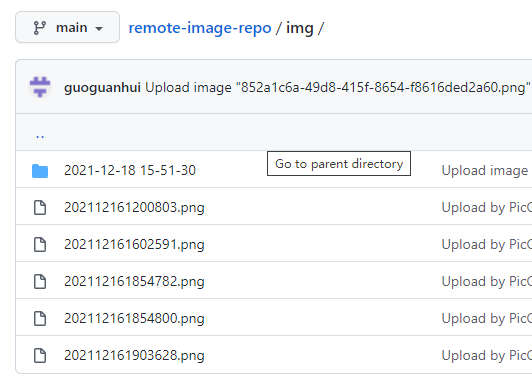 main
remote-image-repo / img /
guoguanhui Upload image "852a1c6a-49d8-415f-8654-f8616ded2a60.png"
..
Go to parent directory
2021-12-18 15-51-30 Upload image
202112161200803.png Upload by PicG
202112161602591.png Upload by PicG
202112161854782.png Upload by PicG
202112161854800.png Upload by PicG
202112161903628.png Upload by PicG